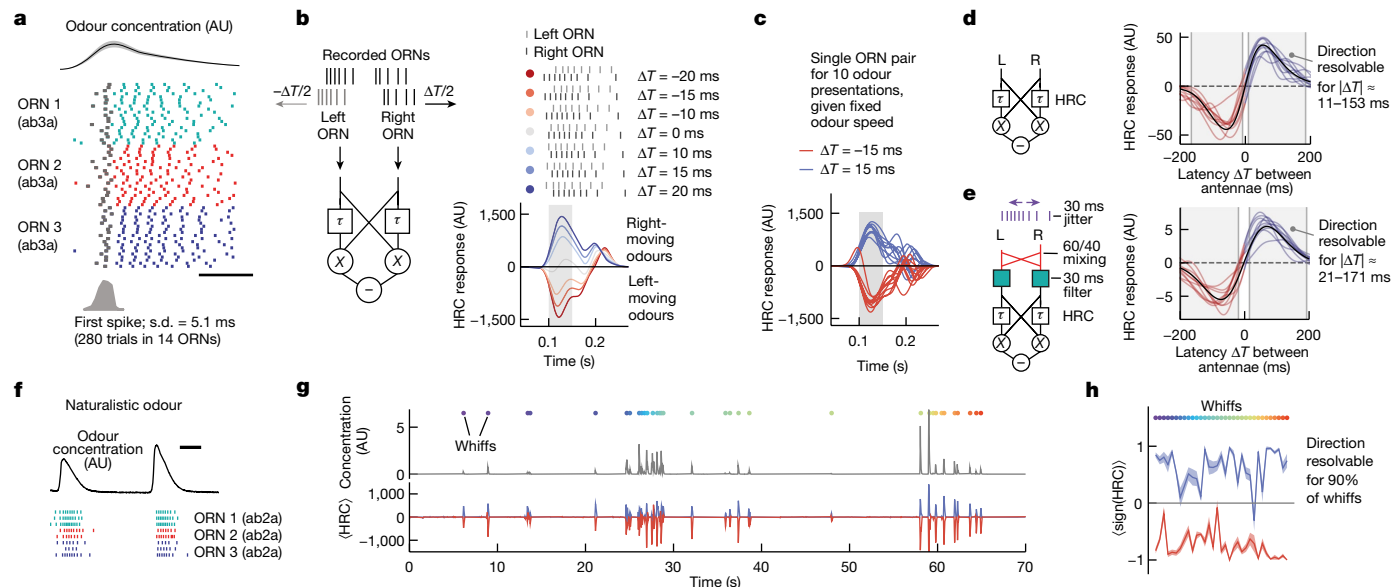 a
Odour concentration (AU)
ORN 1
(ab3a)
ORN 2
(ab3a)
ORN 3
(ab3a)
First spike; s.d. = 5.1 ms
(280 trials in 14 ORNs)
b
Recorded ORNs
–ΔT/2
ΔT/2
Left
ORN
Right
ORN
τ
τ
X
X
–
Left ORN
Right ORN
ΔT = –20 ms
ΔT = –15 ms
ΔT = –10 ms
ΔT = 0 ms
ΔT = 10 ms
ΔT = 15 ms
ΔT = 20 ms
HRC response (AU)
1,500
0
–1,500
Right-
moving
odours
Left-
moving
odours
0.1
0.2
Time (s)
c
Single ORN pair
for 10 odour
presentations,
given fixed
odour speed
ΔT = –15 ms
ΔT = 15 ms
HRC response (AU)
1,500
0
–1,500
0.1
0.2
Time (s)
d
L
R
τ
τ
HRC
X
X
–
HRC response (AU)
50
0
–50
–200
0
200
Latency ΔT between
antennae (ms)
Direction
resolvable
for |ΔT| ≈
11–153 ms
e
30 ms
jitter
L
R
60/40
mixing
30 ms
filter
τ
τ
HRC
X
X
–
HRC response (AU)
5
0
–5
–200
0
200
Latency ΔT between
antennae (ms)
Direction
resolvable
for |ΔT| ≈
21–171 ms
f
Naturalistic odour
Odour
concentration
(AU)
ORN 1 (ab2a)
ORN 2 (ab2a)
ORN 3 (ab2a)
g
Concentration
(AU)
5
0
Whiffs
⟨HRC⟩
1,000
0
–1,000
0
10
20
30
40
50
60
70
Time (s)
h
Whiffs
⟨sign(HRC)⟩
1
0
–1
Direction
resolvable
for 90%
of whiffs